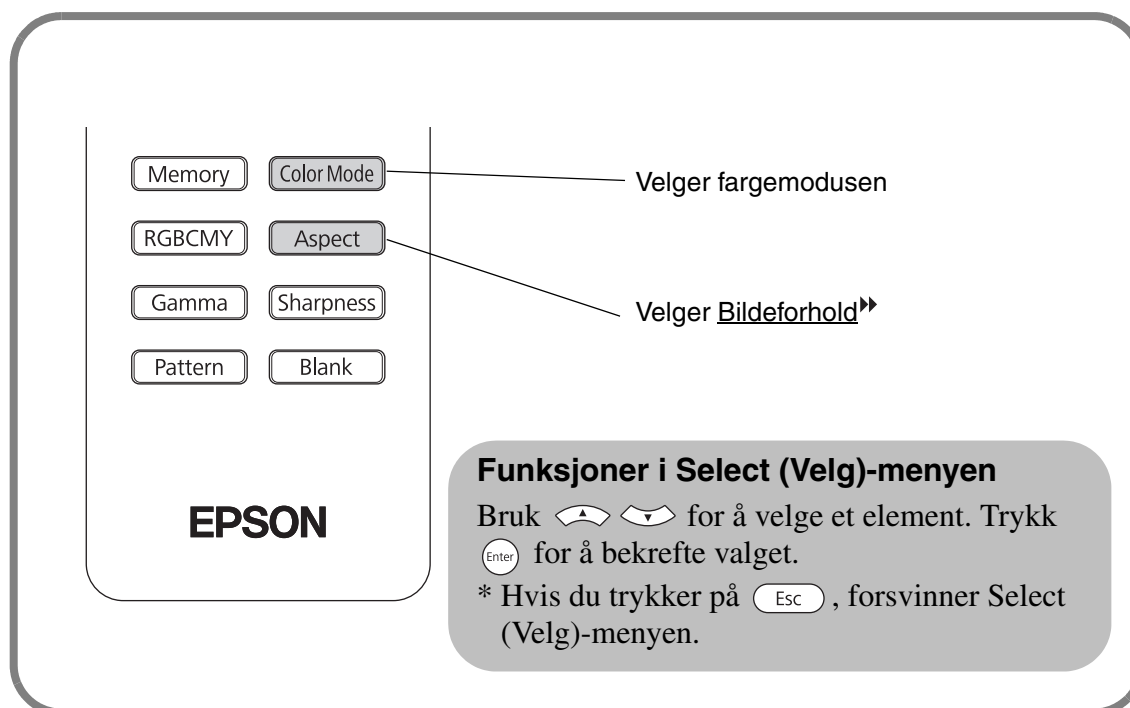 Memory Color Mode
Velger fargemodusen
RGBCMY Aspect
Velger Bildeforhold
Gamma Sharpness
Pattern Blank
EPSON
Funksjoner i Select (Velg)-menyen
Bruk for å velge et element. Trykk
Enter for å bekrefte valget.
* Hvis du trykker på Esc , forsvinner Select
(Velg)-menyen.